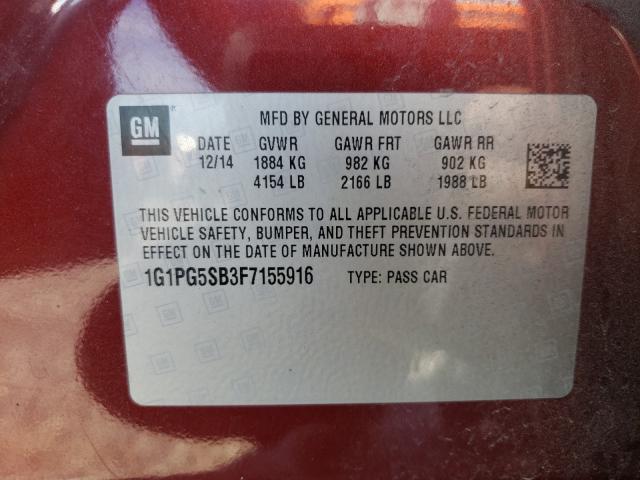 GM
MFD BY GENERAL MOTORS LLC
DATE GVWR GAWR FRT GAWR RR
12/14 1884 KG 982 KG 902 KG
4154 LB 2166 LB 1988 LB
THIS VEHICLE CONFORMS TO ALL APPLICABLE U.S. FEDERAL MOTOR
VEHICLE SAFETY, BUMPER, AND THEFT PREVENTION STANDARDS IN
EFFECT ON THE DATE OF MANUFACTURE SHOWN ABOVE.
1G1PG5SB3F7155916 TYPE: PASS CAR